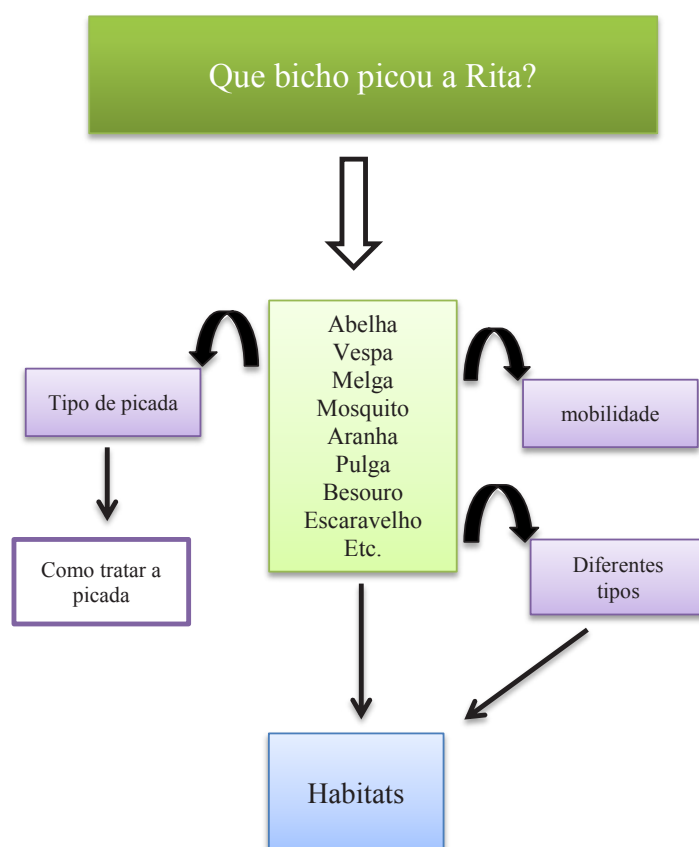 Que bicho picou a Rita?
Abelha
Vespa
Melga
Mosquito
Aranha
Pulga
Besouro
Escaravelho
Etc.
Tipo de picada
mobilidade
Como tratar a
picada
Diferentes
tipos
Habitats